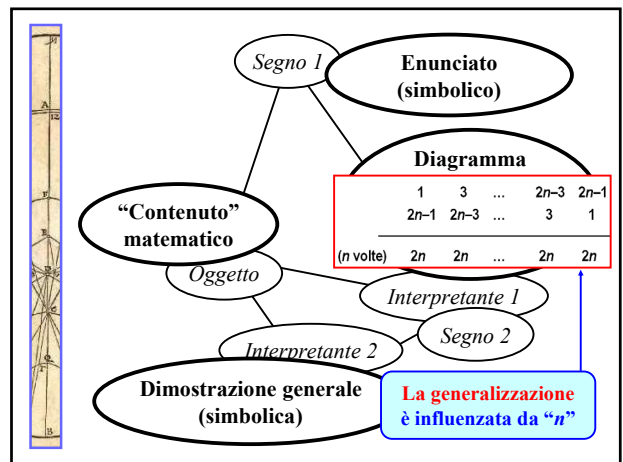 Segno 1
Enunciato
(simbolico)
Diagramma
1 3 ... 2n–3 2n–1
2n–1 2n–3 ... 3 1
(n volte) 2n 2n ... 2n 2n
“Contenuto”
matematico
Oggetto
Interpretante 1
Segno 2
Interpretante 2
Dimostrazione generale
(simbolica)
La generalizzazione
è influenzata da “n”
A
12
B